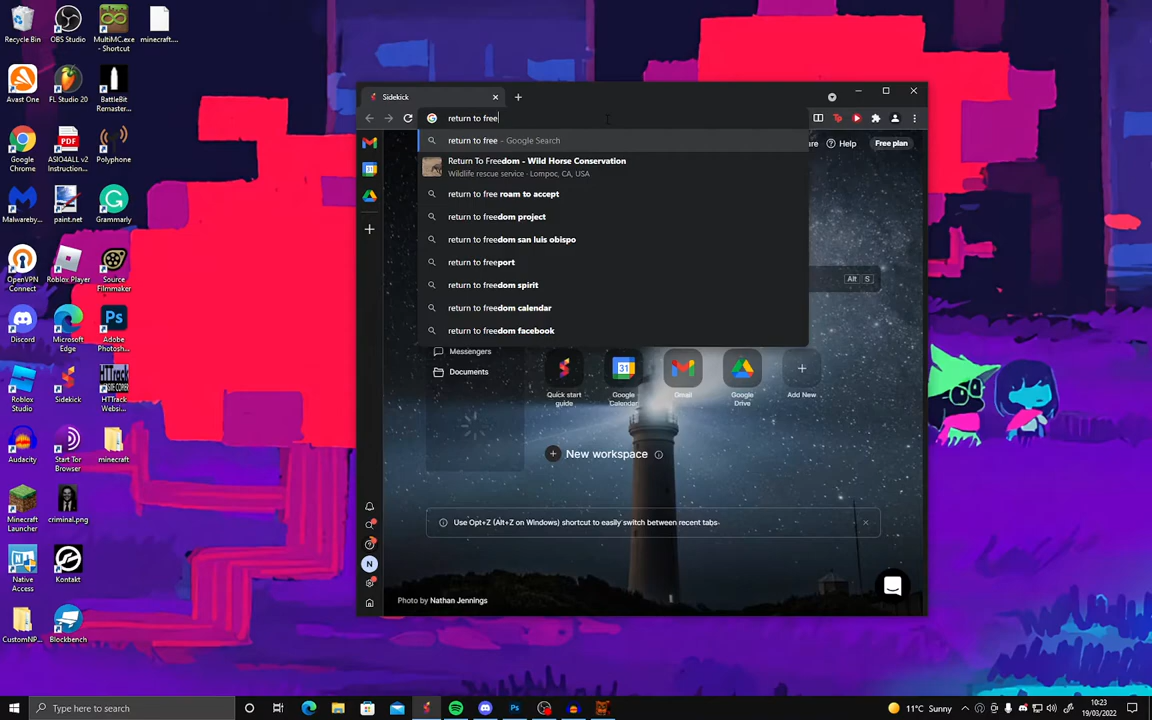 Recycle Bin
OBS Studio
MultiMC.exe
- Shortcut
minecraft....
Avast One
FL Studio 20
BattleBit
Remaster...
Google
Chrome
ASIO4ALL v2
Instruction...
Polyphone
Malwareby...
paint.net
Grammarly
OpenVPN
Connect
Roblox Player
Source
Filmmaker
Discord
Microsoft
Edge
Adobe
Photosh...
Roblox
Studio
Sidekick
HTTrack
Websi...
Audacity
Start Tor
Browser
minecraft
Minecraft
Launcher
criminal.png
Native
Access
Kontakt
CustomNP...
Blockbench
Sidekick
return to free
Help
Free plan
return to free – Google Search
Return To Freedom - Wild Horse Conservation
Wildlife rescue service · Lompoc, CA, USA
return to free roam to accept
return to freedom project
return to freedom san luis obispo
return to freeport
return to freedom spirit
return to freedom calendar
return to freedom facebook
Alt S
Messengers
Documents
31
Quick start
guide
Google
Calendar
Gmail
Google
Drive
Add New
New workspace
Use Opt+Z (Alt+Z on Windows) shortcut to easily switch between recent tabs
N
Photo by Nathan Jennings
Type here to search
Ps
11°C Sunny
10:23
19/03/2022